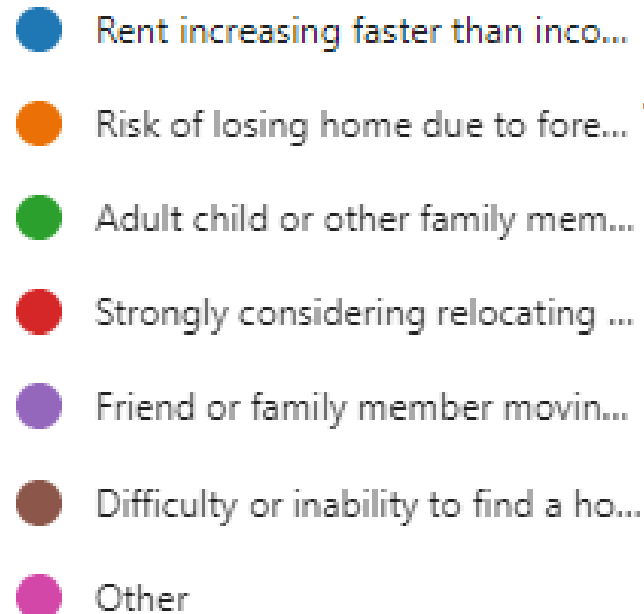 Rent increasing faster than inco...
Risk of losing home due to fore...
Adult child or other family mem...
Strongly considering relocating ...
Friend or family member movin...
Difficulty or inability to find a ho...
Other